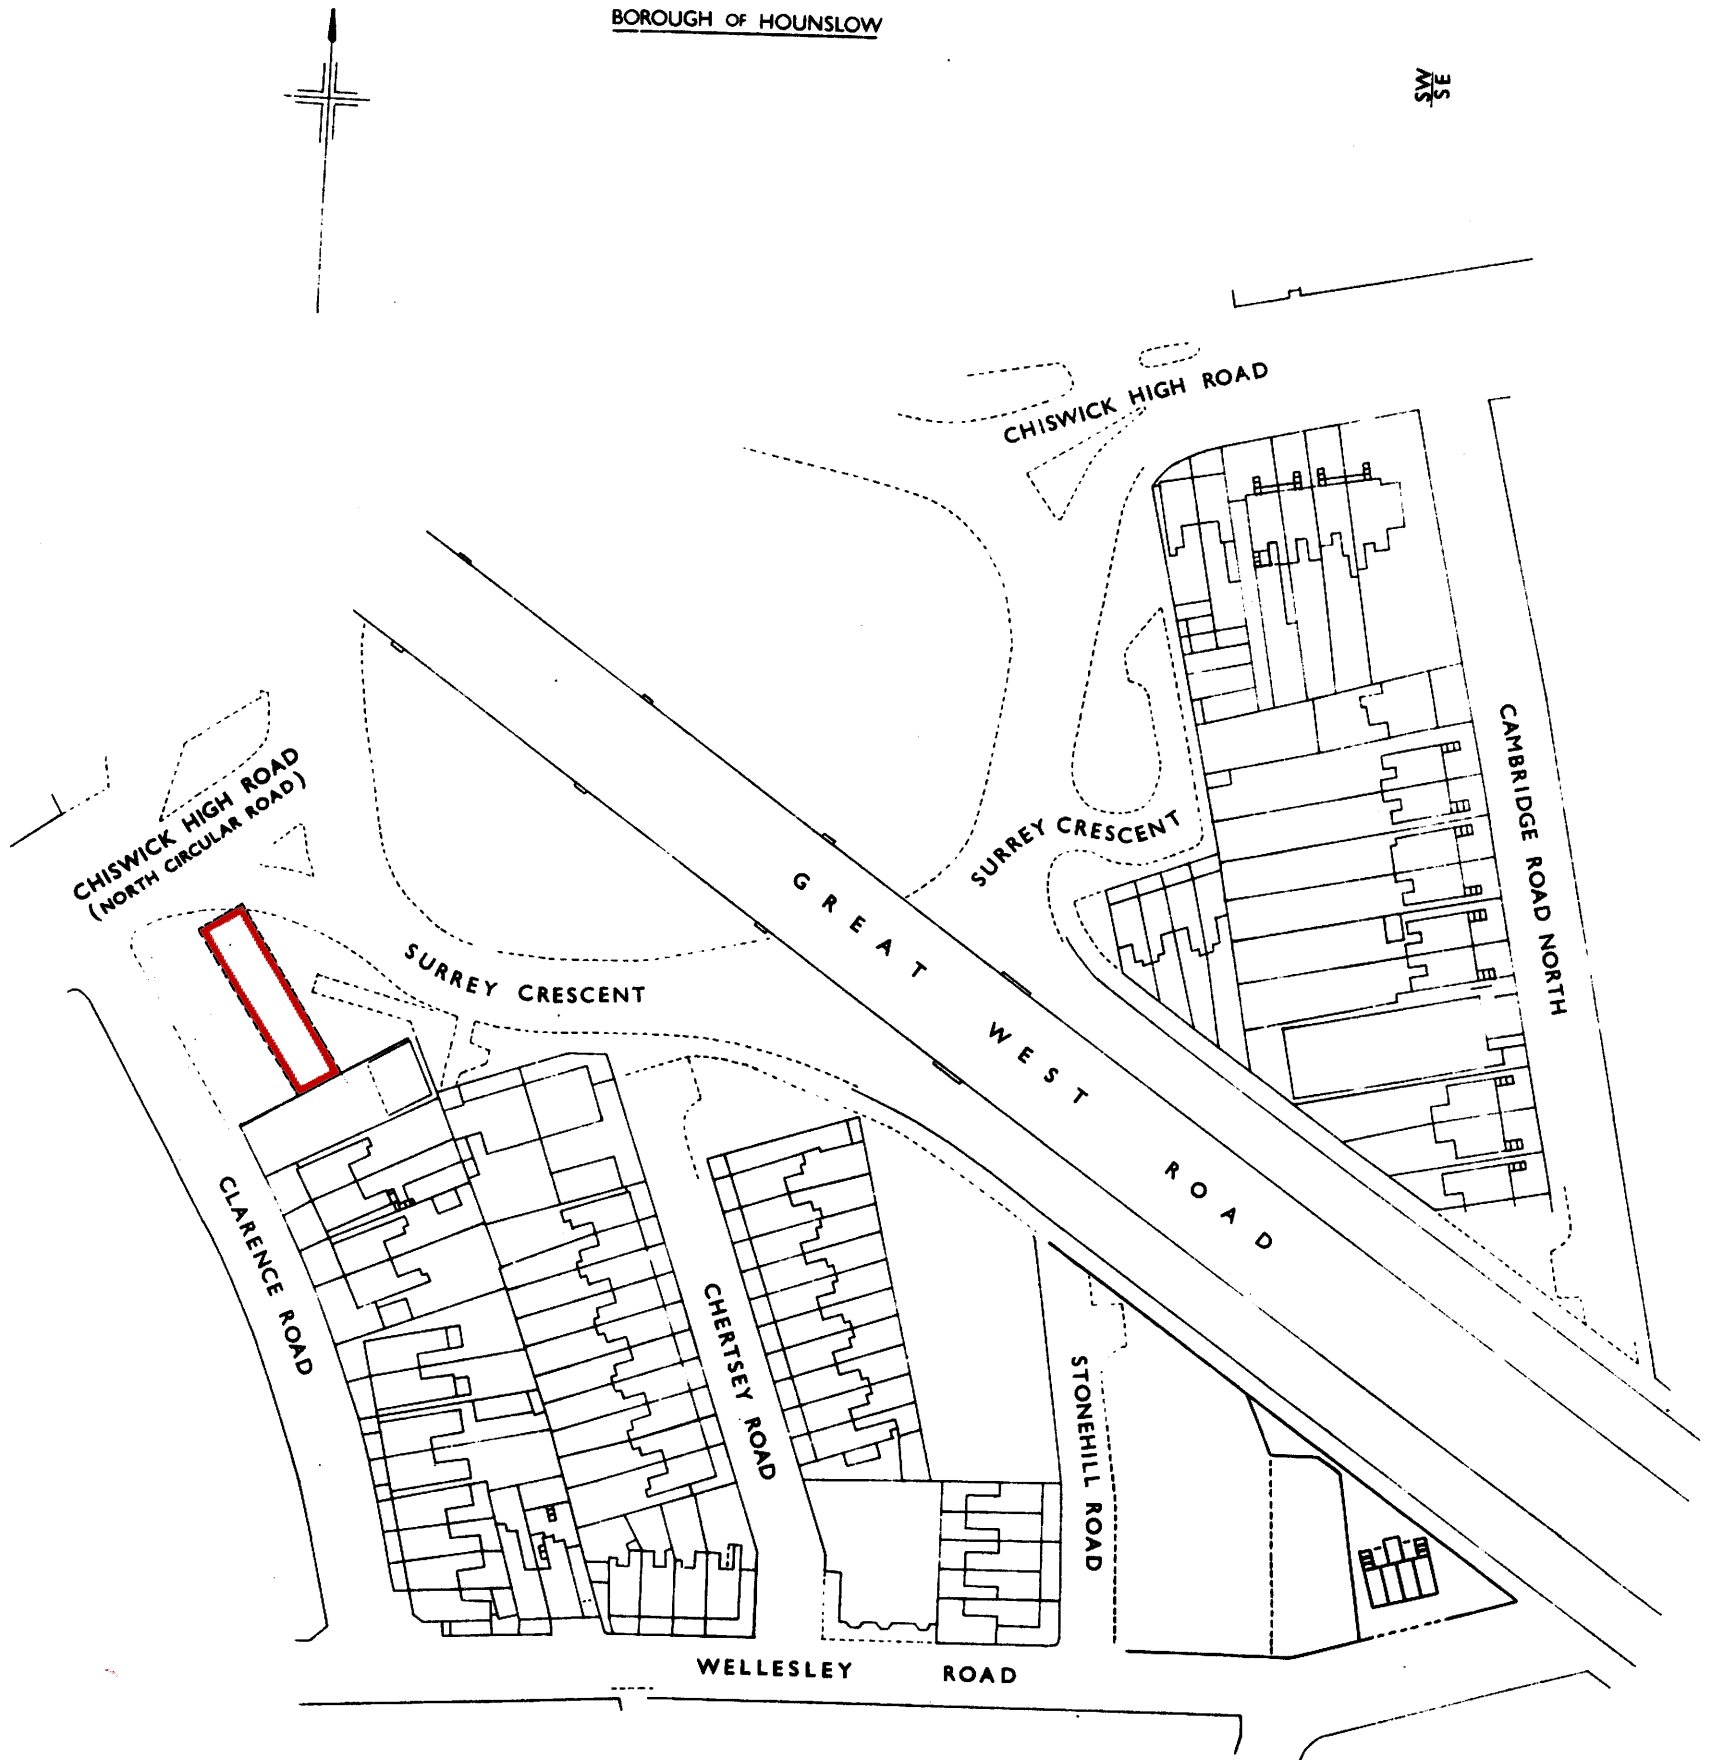 BOROUGH OF HOUNSLOW
SW
SE
CHISWICK HIGH ROAD
CHISWICK HIGH ROAD
(NORTH CIRCULAR ROAD)
SURREY CRESCENT
SURREY CRESCENT
GREAT WEST ROAD
CAMBRIDGE ROAD NORTH
CLARENCE ROAD
CHERTSEY ROAD
STONEHILL ROAD
WELLESLEY ROAD